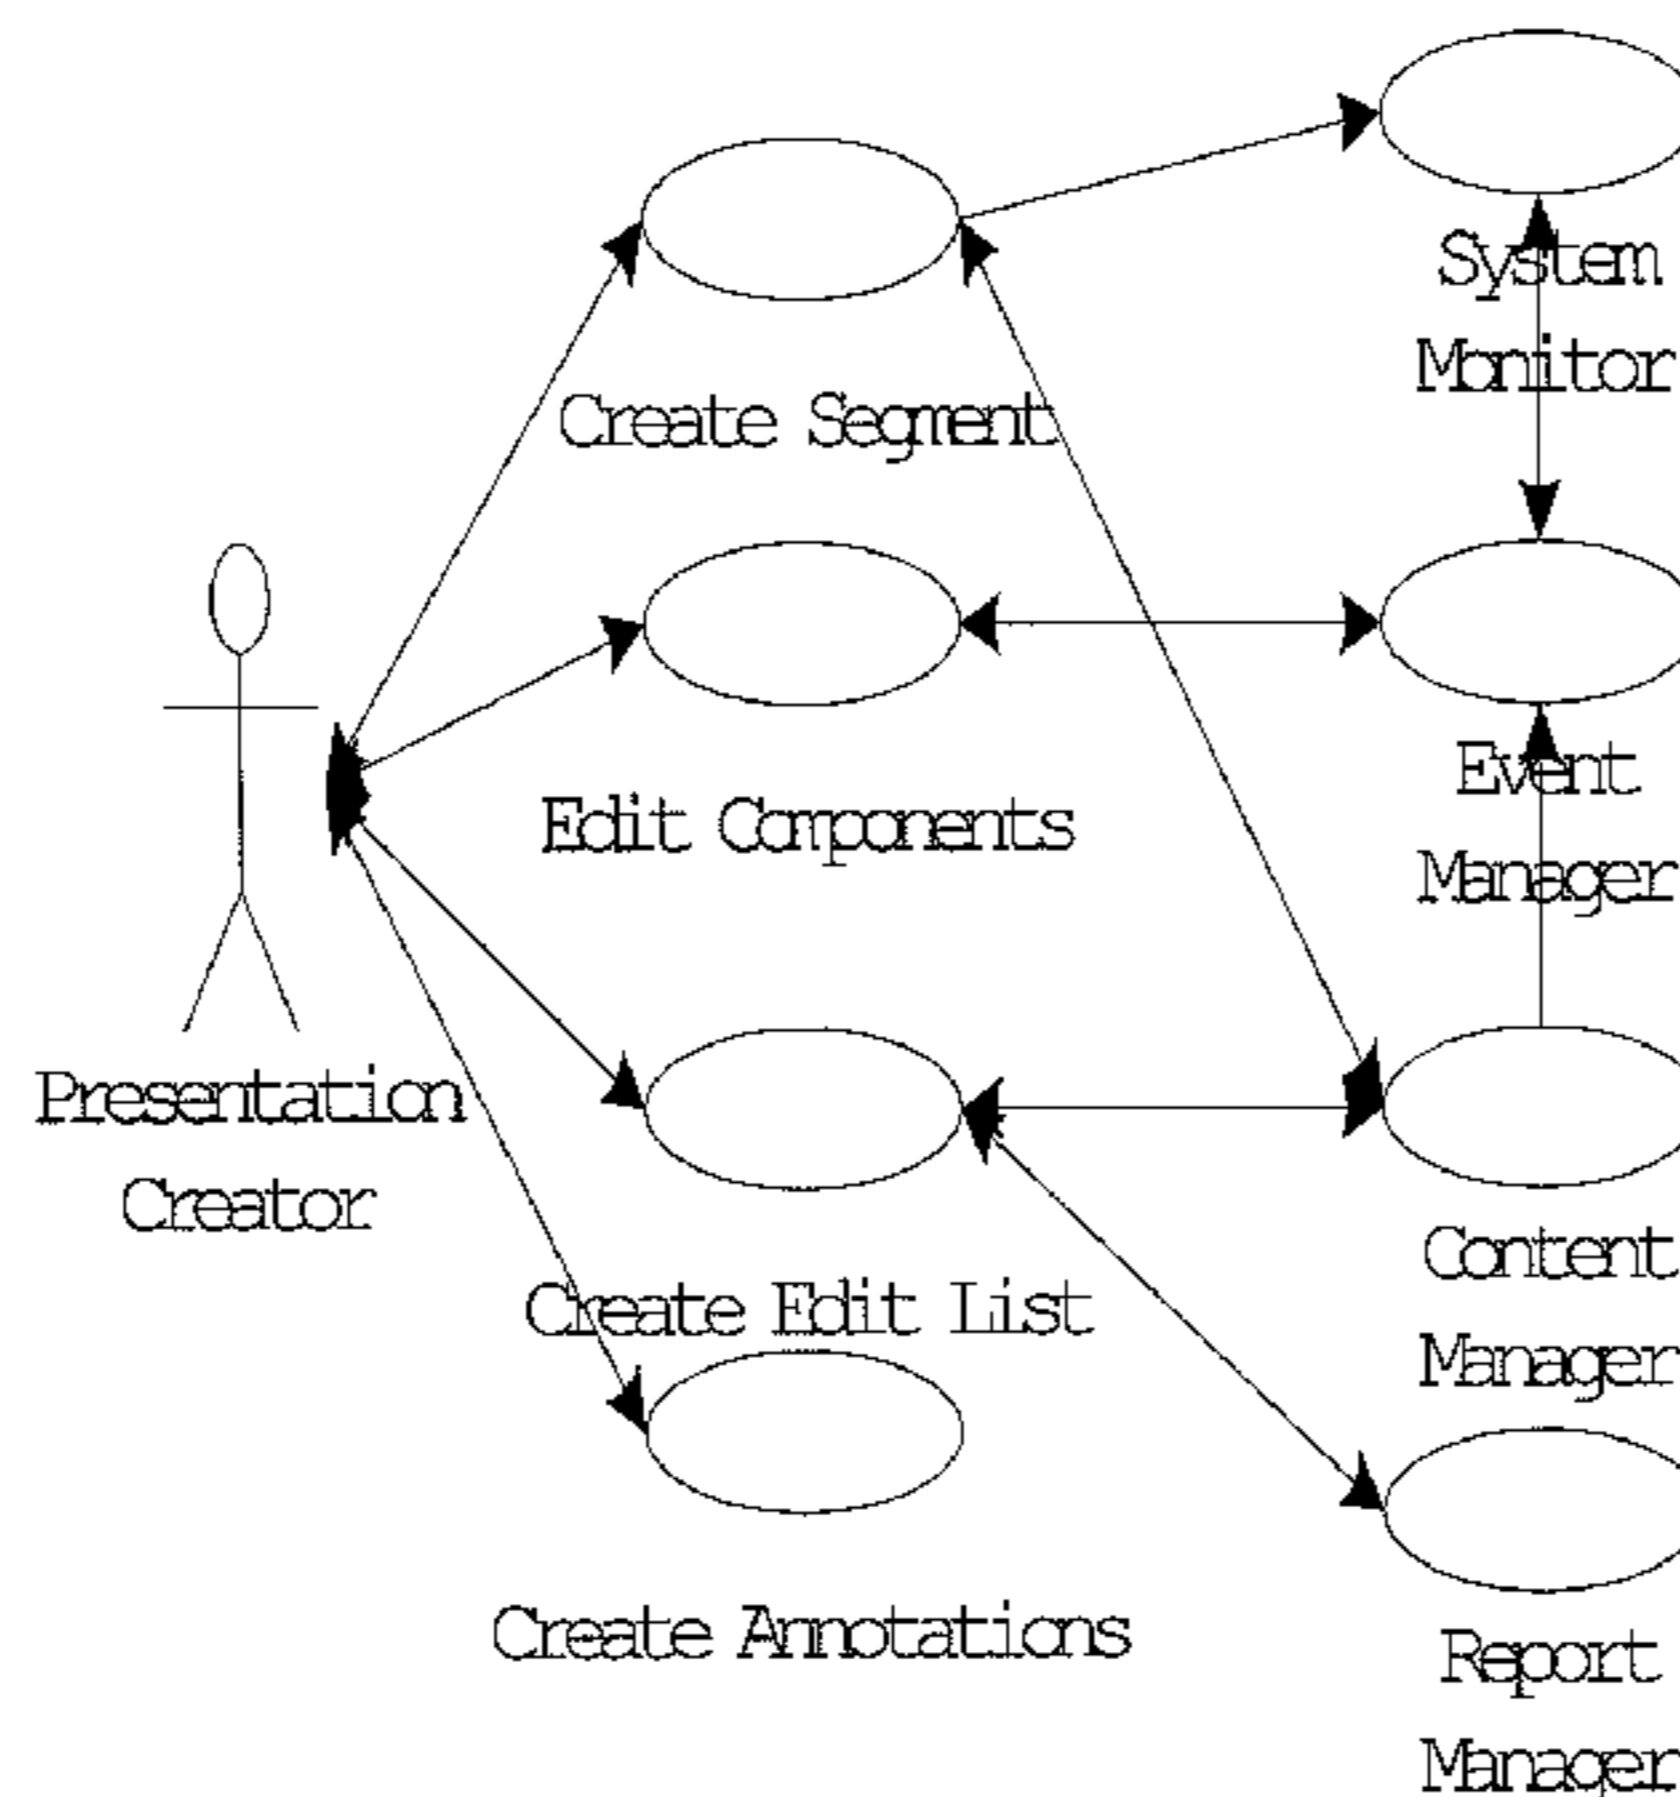 System
Monitor
Create Segment
Event
Manager
Edit Components
Presentation
Creator
Content
Manager
Create Edit List
Report
Manager
Create Annotations